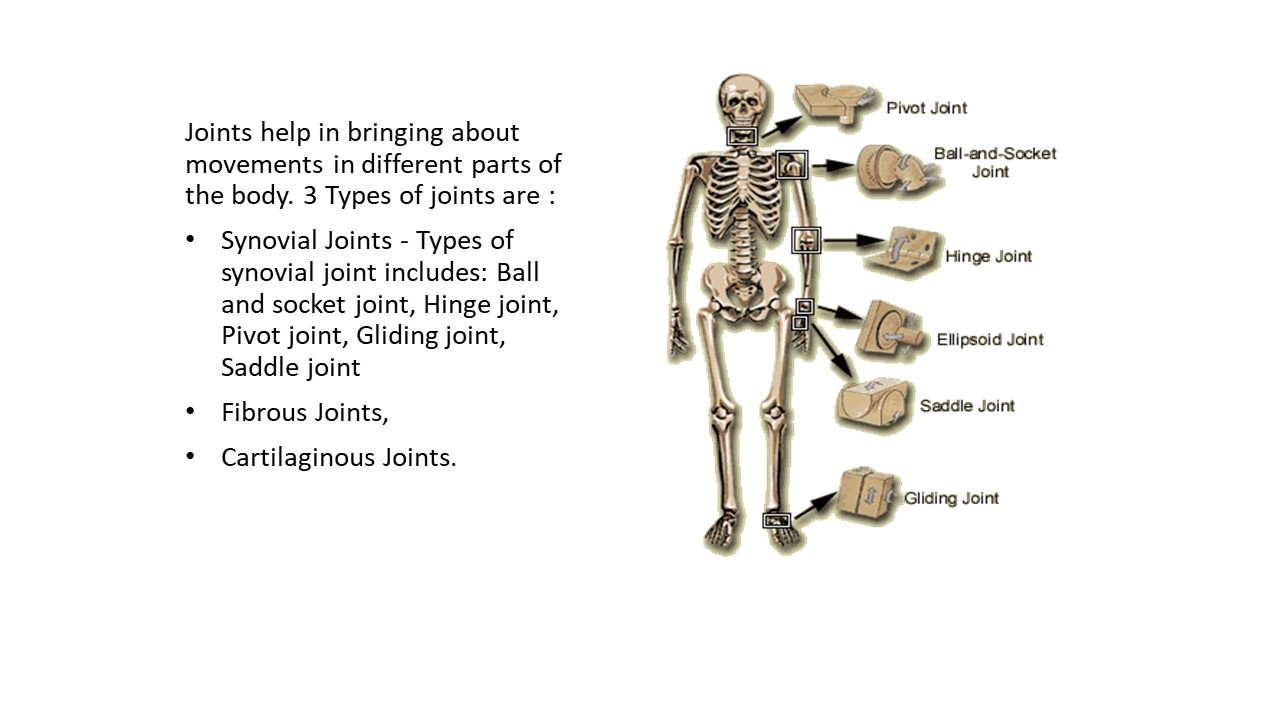 Joints help in bringing about
movements in different parts of
the body. 3 Types of joints are :
• Synovial Joints - Types of
synovial joint includes: Ball
and socket joint, Hinge joint,
Pivot joint, Gliding joint,
Saddle joint
• Fibrous Joints,
• Cartilaginous Joints.
Pivot Joint
Ball-and-Socket
Joint
Hinge Joint
Ellipsoid Joint
Saddle Joint
Gliding Joint